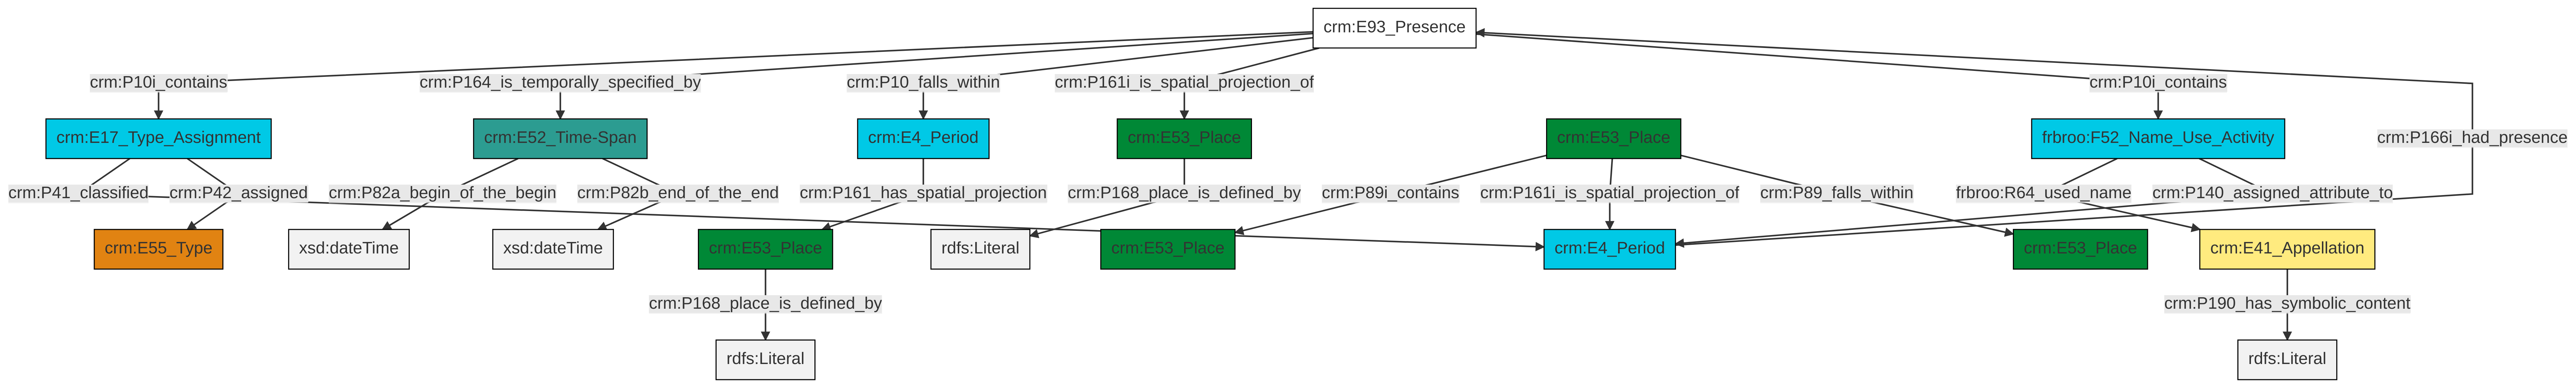 crm:E93_Presence
crm:P10i_contains
crm:P164_is_temporally_specified_by
crm:P10_falls_within
crm:P161i_is_spatial_projection_of
crm:P10i_contains
crm:E17_Type_Assignment
crm:E52_Time-Span
crm:E4_Period
crm:E53_Place
crm:E53_Place
frbroo:F52_Name_Use_Activity
crm:P166i_had_presence
crm:P41_classified
crm:P42_assigned
crm:P82a_begin_of_the_begin
crm:P82b_end_of_the_end
crm:P161_has_spatial_projection
crm:P168_place_is_defined_by
crm:P89i_contains
crm:P161i_is_spatial_projection_of
crm:P89_falls_within
frbroo:R64_used_name
crm:P140_assigned_attribute_to
crm:E55_Type
xsd:dateTime
xsd:dateTime
crm:E53_Place
rdfs:Literal
crm:E53_Place
crm:E4_Period
crm:E53_Place
crm:E41_Appellation
crm:P168_place_is_defined_by
crm:P190_has_symbolic_content
rdfs:Literal
rdfs:Literal